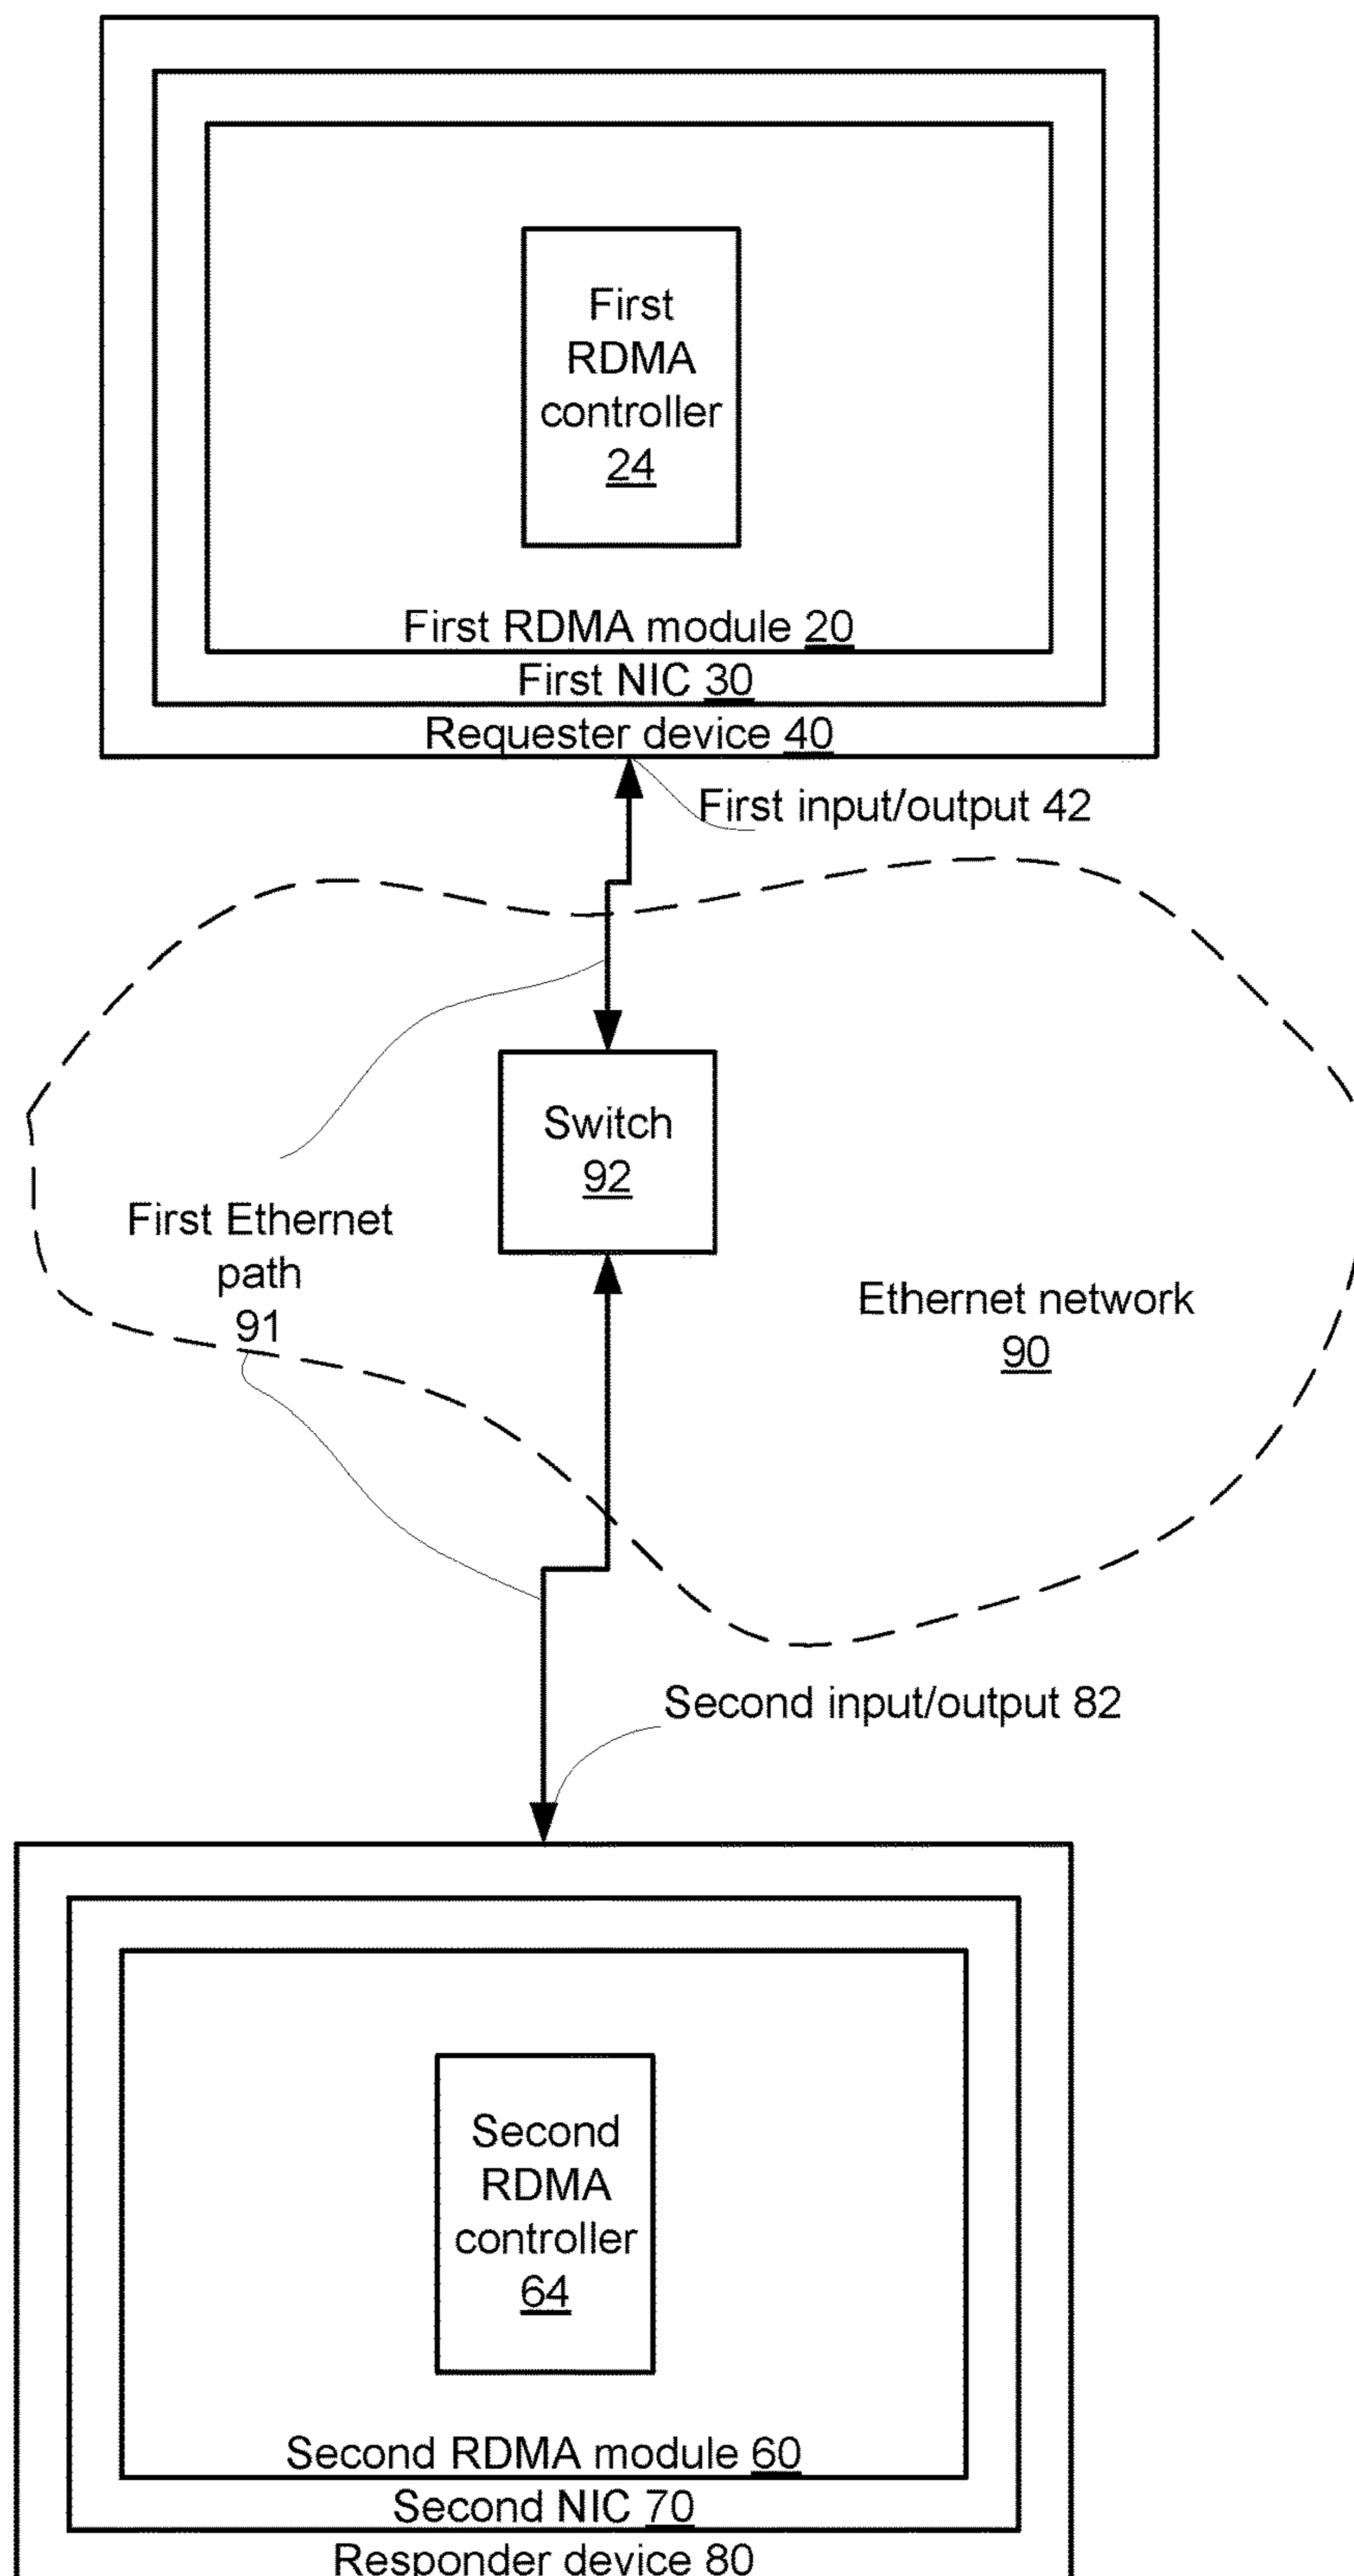 First
RDMA
controller
24
First RDMA module 20
First NIC 30
Requester device 40
First input/output 42
Switch
92
First Ethernet
path
91
Ethernet network
90
Second input/output 82
Second
RDMA
controller
64
Second RDMA module 60
Second NIC 70
Responder device 80